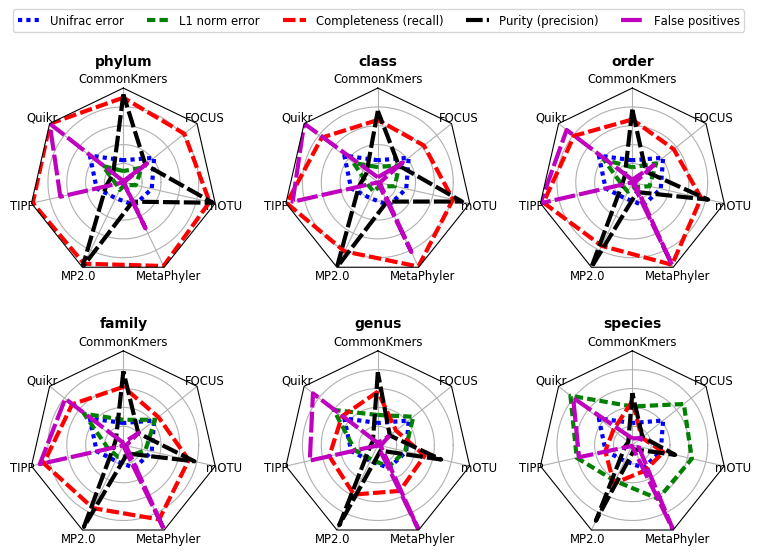 Unifrac error L1 norm error Completeness (recall) Purity (precision) False positives
phylum class order
CommonKmers CommonKmers CommonKmers
Quikr FOCUS Quikr FOCUS Quikr FOCUS
TIPP mOTU TIPP mOTU TIPP mOTU
MP2.0 MetaPhyler MP2.0 MetaPhyler MP2.0 MetaPhyler
family genus species
CommonKmers CommonKmers CommonKmers
Quikr FOCUS Quikr FOCUS Quikr FOCUS
TIPP mOTU TIPP mOTU TIPP mOTU
MP2.0 MetaPhyler MP2.0 MetaPhyler MP2.0 MetaPhyler